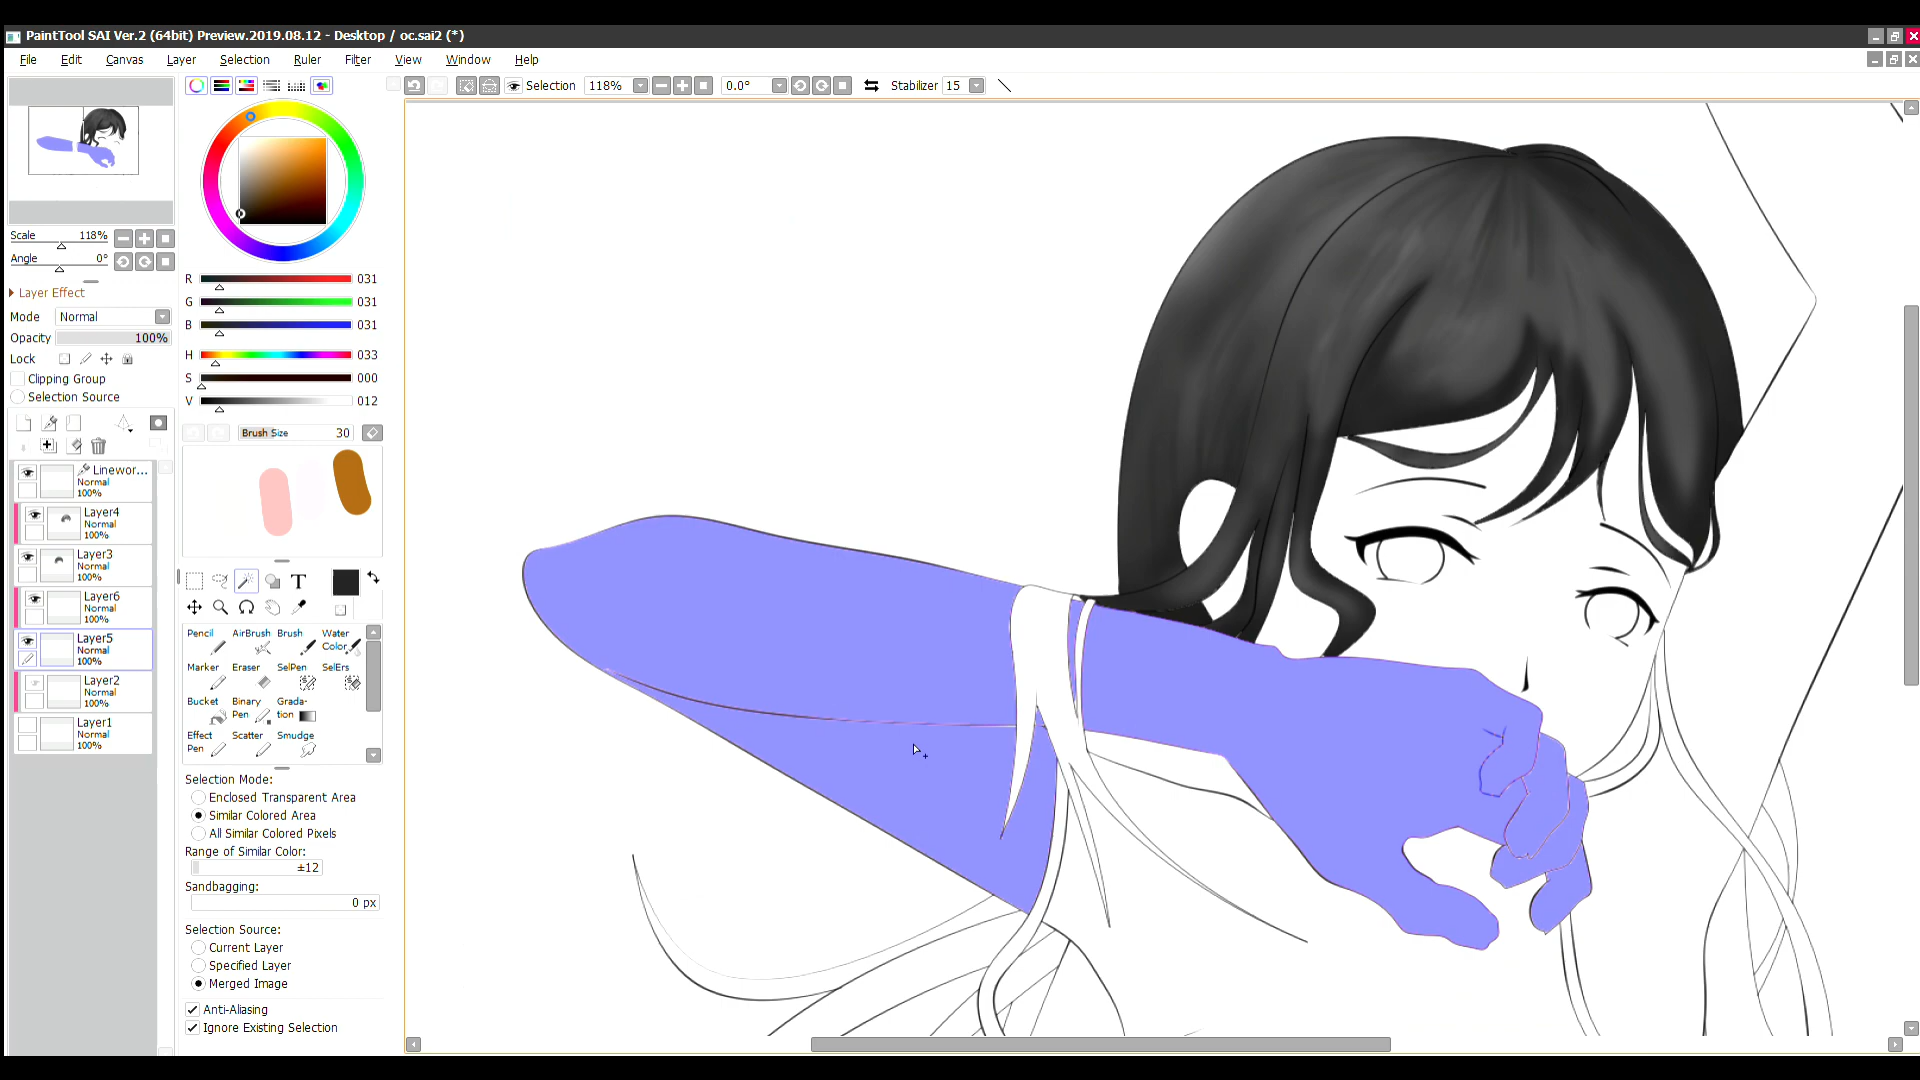 PaintTool SAI Ver.2 (64bit) Preview.2019.08.12 - Desktop / oc.sai2 (*)
File Edit Canvas Layer Selection Ruler Filter View Window Help
Selection 118% 0.0° Stabilizer 15
Scale 118%
Angle 0°
Layer Effect
Mode Normal
Opacity 100%
Lock
Clipping Group
Selection Source
Linewor...
Normal
100%
Layer4
Normal
100%
Layer3
Normal
100%
Layer6
Normal
100%
Layer5
Normal
100%
Layer2
Normal
100%
Layer1
Normal
100%
R 031
G 031
B 031
H 033
S 000
V 012
Brush Size 30
T
Pencil AirBrush Brush Water Color
Marker Eraser SelPen SelErs
Bucket Binary Pen Grada-tion
Effect Pen Scatter Smudge
Selection Mode:
Enclosed Transparent Area
Similar Colored Area
All Similar Colored Pixels
Range of Similar Color:
±12
Sandbagging:
0 px
Selection Source:
Current Layer
Specified Layer
Merged Image
Anti-Aliasing
Ignore Existing Selection